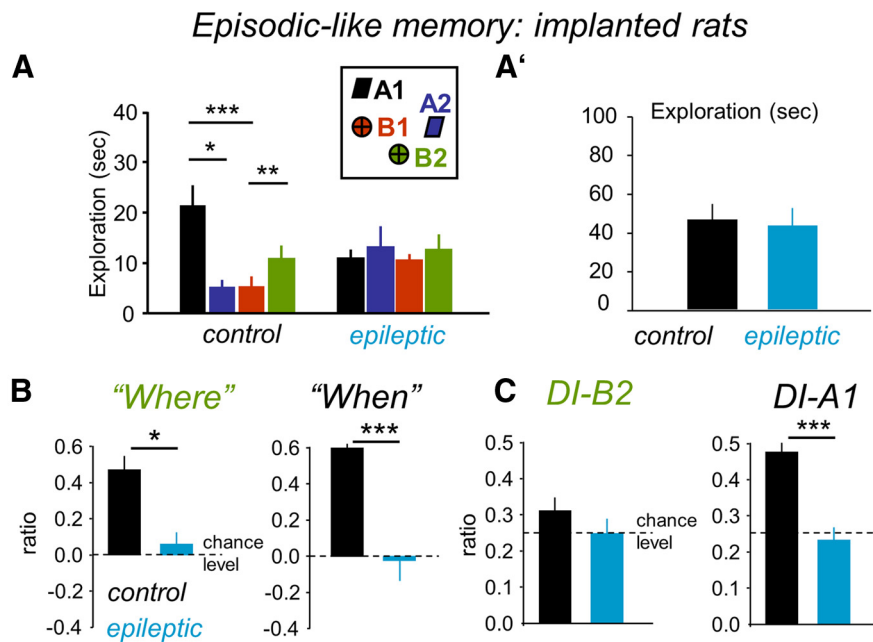 Episodic-like memory: implanted rats
A
Exploration (sec)
40
30
20
10
0
***
*
**
A1
A2
B1
B2
control
epileptic
A‘
Exploration (sec)
100
80
60
40
20
0
control
epileptic
B
“Where”
ratio
0.6
0.4
0.2
0.0
-0.2
-0.4
*
chance
level
control
epileptic
“When”
0.6
0.4
0.2
0.0
-0.2
-0.4
***
C
DI-B2
ratio
0.5
0.4
0.3
0.2
0.1
0.0
chance
level
DI-A1
0.5
0.4
0.3
0.2
0.1
0.0
***